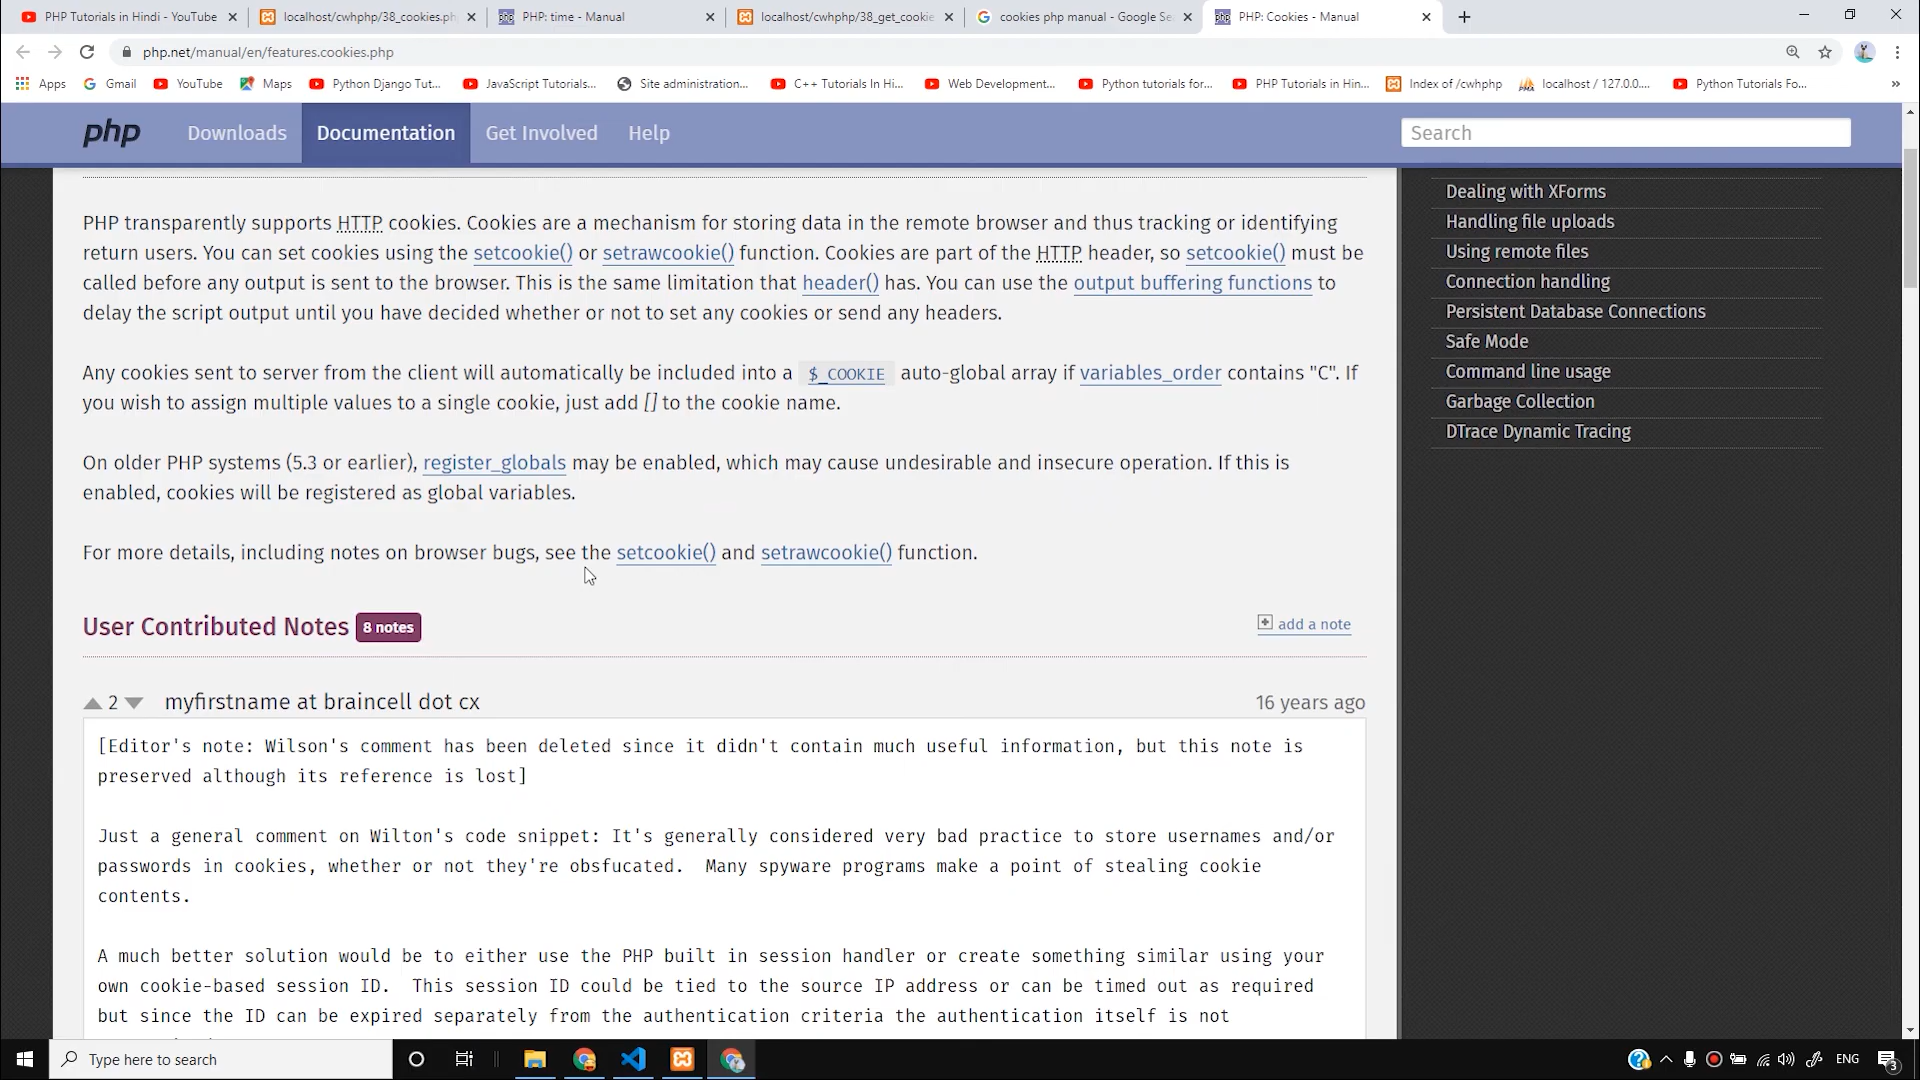 PHP Tutorials in Hindi - YouTube
localhost/cwhphp/38_cookies.ph
PHP: time - Manual
localhost/cwhphp/38_get_cookie
cookies php manual - Google Se
PHP: Cookies - Manual
php.net/manual/en/features.cookies.php
Apps
Gmail
YouTube
Maps
Python Django Tut...
JavaScript Tutorials...
Site administration...
C++ Tutorials In Hi...
Web Development...
Python tutorials for...
PHP Tutorials in Hin...
Index of /cwhphp
localhost / 127.0.0....
Python Tutorials Fo...
php
Downloads
Documentation
Get Involved
Help
Search
PHP transparently supports HTTP cookies. Cookies are a mechanism for storing data in the remote browser and thus tracking or identifying
return users. You can set cookies using the setcookie() or setrawcookie() function. Cookies are part of the HTTP header, so setcookie() must be
called before any output is sent to the browser. This is the same limitation that header() has. You can use the output buffering functions to
delay the script output until you have decided whether or not to set any cookies or send any headers.
Any cookies sent to server from the client will automatically be included into a $_COOKIE auto-global array if variables_order contains "C". If
you wish to assign multiple values to a single cookie, just add [] to the cookie name.
On older PHP systems (5.3 or earlier), register_globals may be enabled, which may cause undesirable and insecure operation. If this is
enabled, cookies will be registered as global variables.
For more details, including notes on browser bugs, see the setcookie() and setrawcookie() function.
User Contributed Notes 8 notes
add a note
2 myfirstname at braincell dot cx
16 years ago
[Editor's note: Wilson's comment has been deleted since it didn't contain much useful information, but this note is
preserved although its reference is lost]
Just a general comment on Wilton's code snippet: It's generally considered very bad practice to store usernames and/or
passwords in cookies, whether or not they're obsfucated. Many spyware programs make a point of stealing cookie
contents.
A much better solution would be to either use the PHP built in session handler or create something similar using your
own cookie-based session ID. This session ID could be tied to the source IP address or can be timed out as required
but since the ID can be expired separately from the authentication criteria the authentication itself is not
Dealing with XForms
Handling file uploads
Using remote files
Connection handling
Persistent Database Connections
Safe Mode
Command line usage
Garbage Collection
DTrace Dynamic Tracing
Type here to search
ENG
3